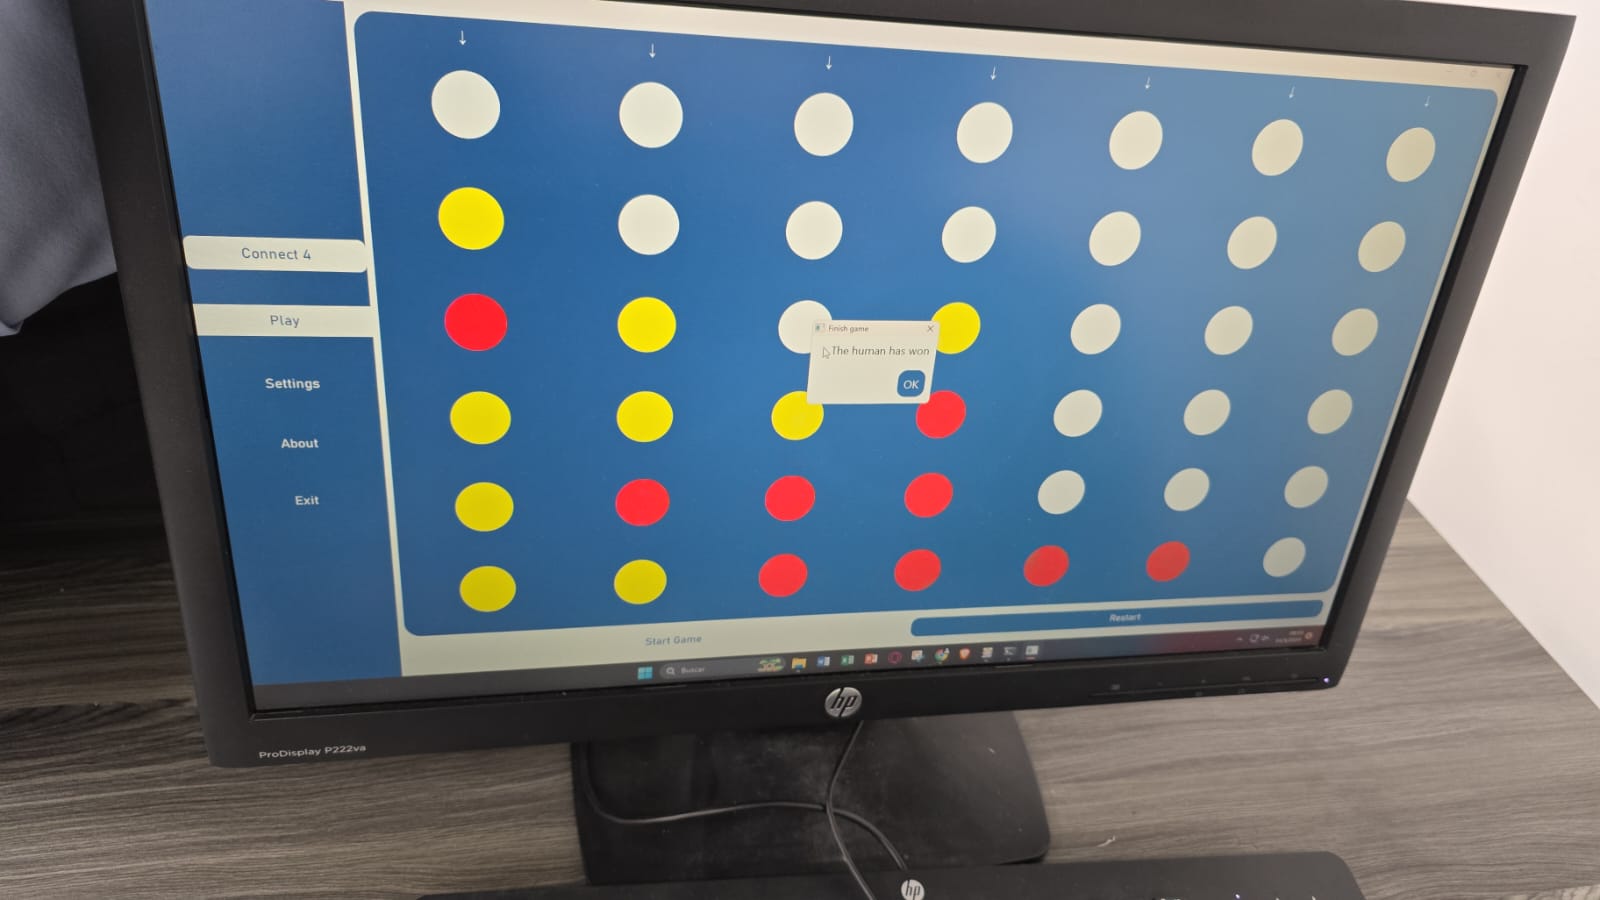 Connect 4
Play
Settings
About
Exit
Finish game
The human has won
OK
Start Game
Restart
Buscar
hp
ProDisplay P222va
hp